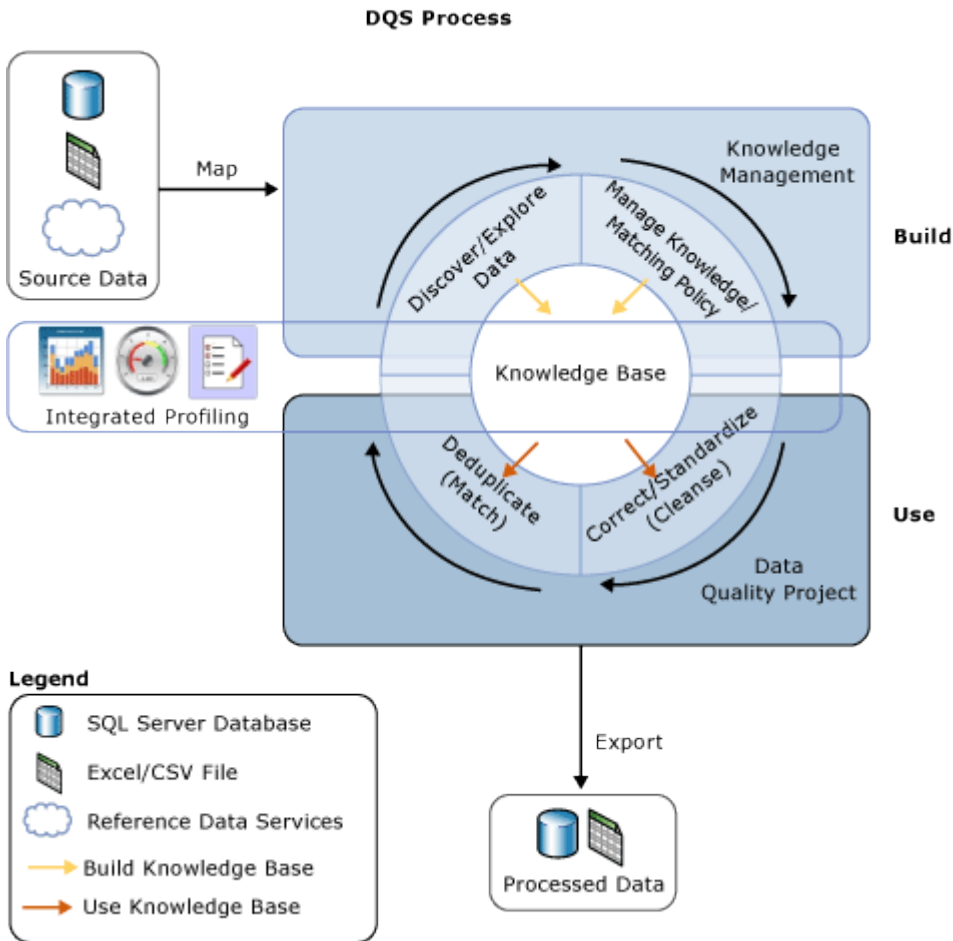 DQS Process
Map
Source Data
Knowledge
Management
Build
Discover/Explore
Data
Manage Knowledge/
Matching Policy
Knowledge Base
Integrated Profiling
Deduplicate
(Match)
Correct/Standardize
(Cleanse)
Use
Data
Quality Project
Legend
SQL Server Database
Excel/CSV File
Reference Data Services
Build Knowledge Base
Use Knowledge Base
Export
Processed Data